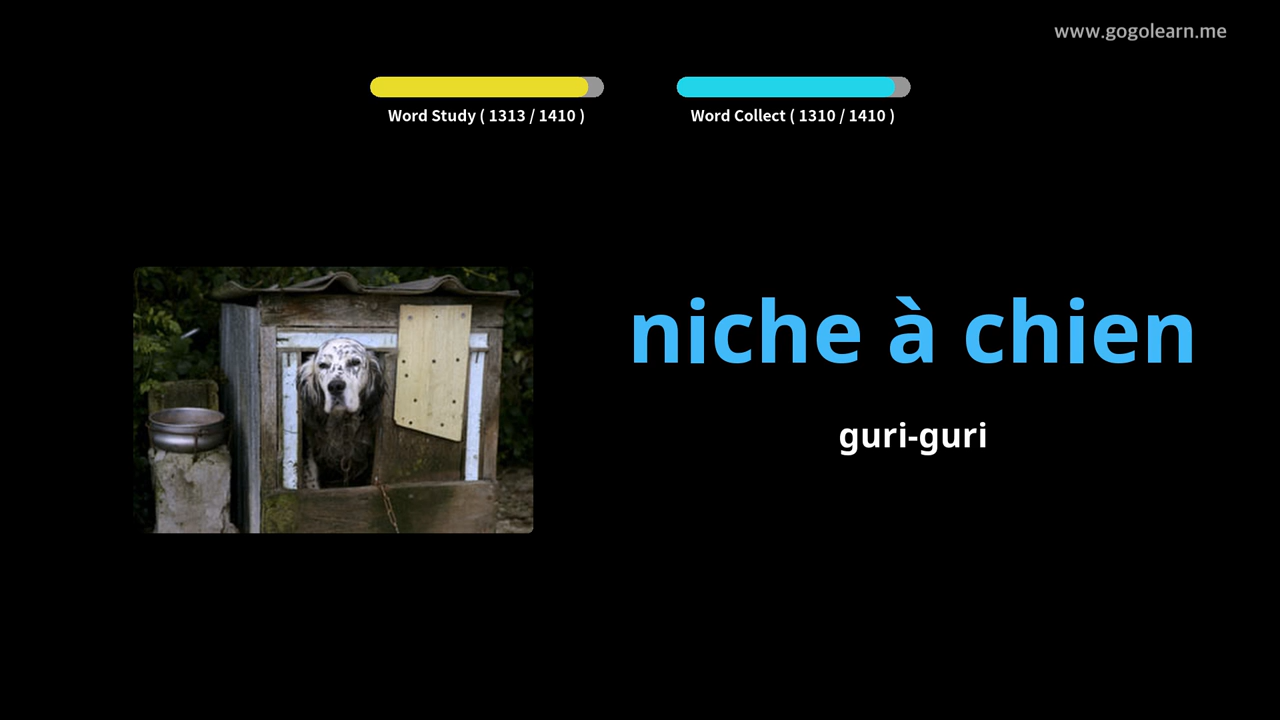 www.gogolearn.me
Word Study ( 1313 / 1410 )
Word Collect ( 1310 / 1410 )
niche à chien
guri-guri